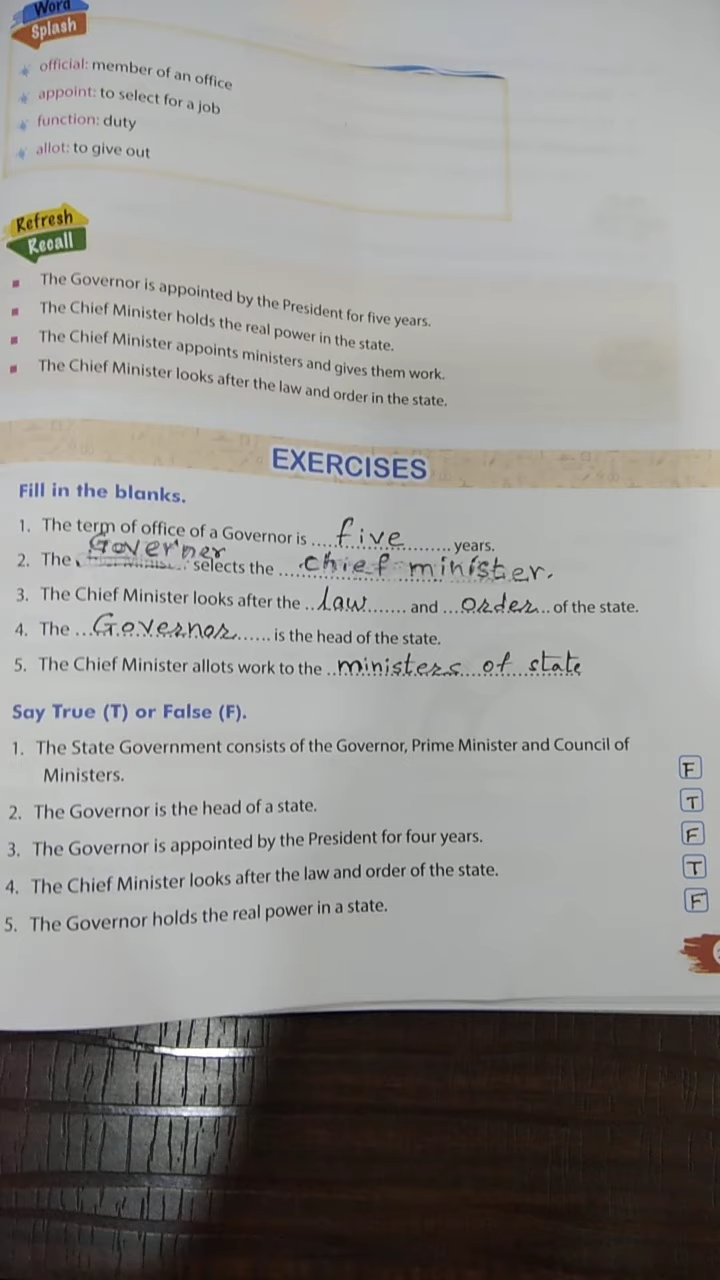 Word
Splash
official: member of an office
appoint: to select for a job
function: duty
allot: to give out
Refresh
Recall
The Governor is appointed by the President for five years.
The Chief Minister holds the real power in the state.
The Chief Minister appoints ministers and gives them work.
The Chief Minister looks after the law and order in the state.
EXERCISES
Fill in the blanks.
1. The term of office of a Governor is ....five........... years.
2. The Governer selects the ...chief minister.
3. The Chief Minister looks after the ..law....... and ...order... of the state.
4. The ...Governor...... is the head of the state.
5. The Chief Minister allots work to the ..ministers of state
Say True (T) or False (F).
1. The State Government consists of the Governor, Prime Minister and Council of
Ministers. F
2. The Governor is the head of a state. T
3. The Governor is appointed by the President for four years. F
4. The Chief Minister looks after the law and order of the state. T
5. The Governor holds the real power in a state. F